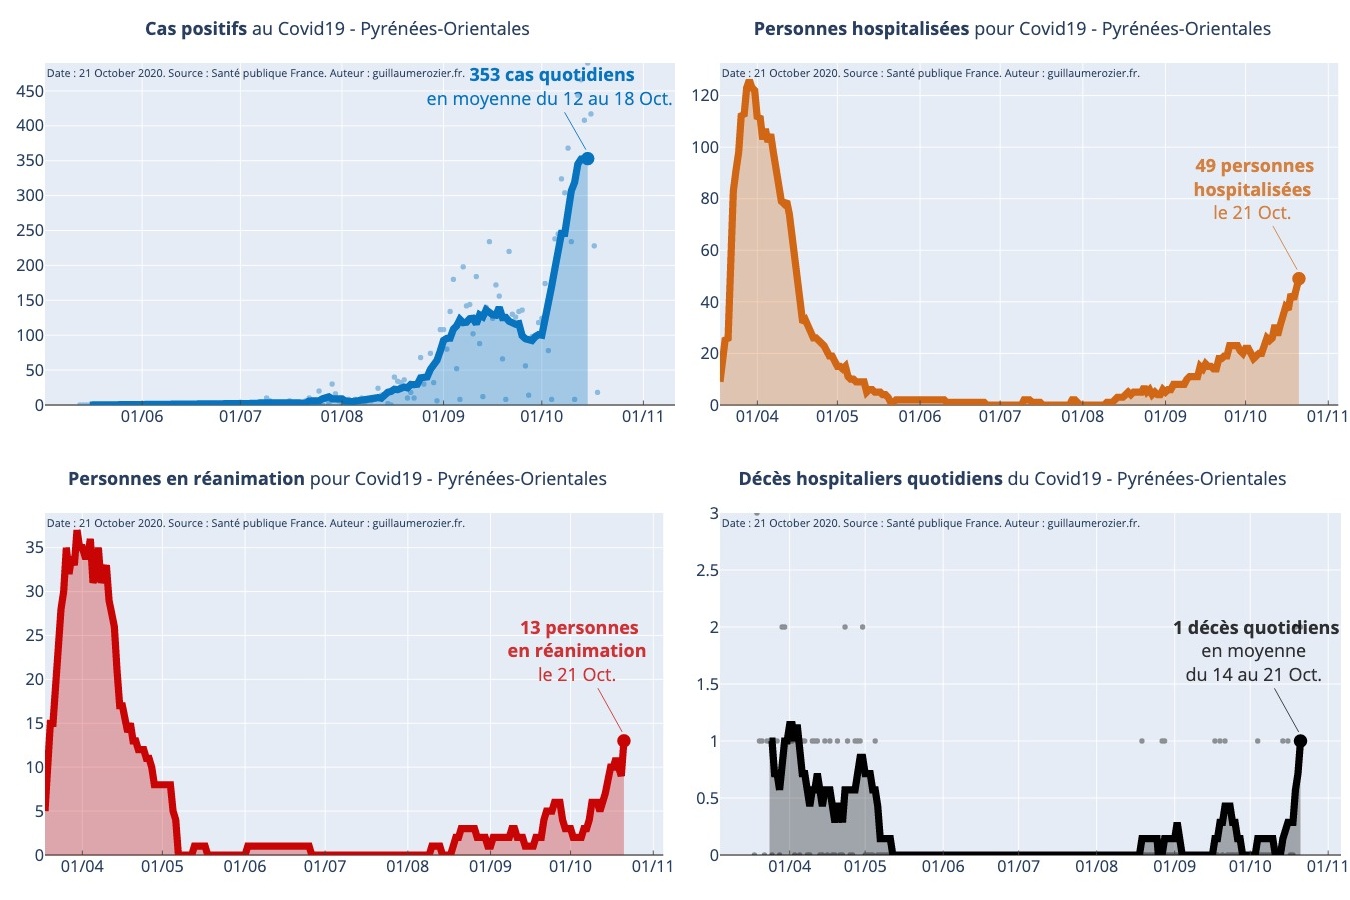 Cas positifs au Covid19 - Pyrénées-Orientales
Date : 21 October 2020. Source : Santé publique France. Auteur : guillaumerozier.fr.
353 cas quotidiens
en moyenne du 12 au 18 Oct.
450
400
350
300
250
200
150
100
50
0
01/06 01/07 01/08 01/09 01/10 01/11
Personnes hospitalisées pour Covid19 - Pyrénées-Orientales
Date : 21 October 2020. Source : Santé publique France. Auteur : guillaumerozier.fr.
120
100
80
60
40
20
0
49 personnes
hospitalisées
le 21 Oct.
01/04 01/05 01/06 01/07 01/08 01/09 01/10 01/11
Personnes en réanimation pour Covid19 - Pyrénées-Orientales
Date : 21 October 2020. Source : Santé publique France. Auteur : guillaumerozier.fr.
35
30
25
20
15
10
5
0
13 personnes
en réanimation
le 21 Oct.
01/04 01/05 01/06 01/07 01/08 01/09 01/10 01/11
Décès hospitaliers quotidiens du Covid19 - Pyrénées-Orientales
3
Date : 21 October 2020. Source : Santé publique France. Auteur : guillaumerozier.fr.
2.5
2
1.5
1
0.5
0
1 décès quotidiens
en moyenne
du 14 au 21 Oct.
01/04 01/05 01/06 01/07 01/08 01/09 01/10 01/11